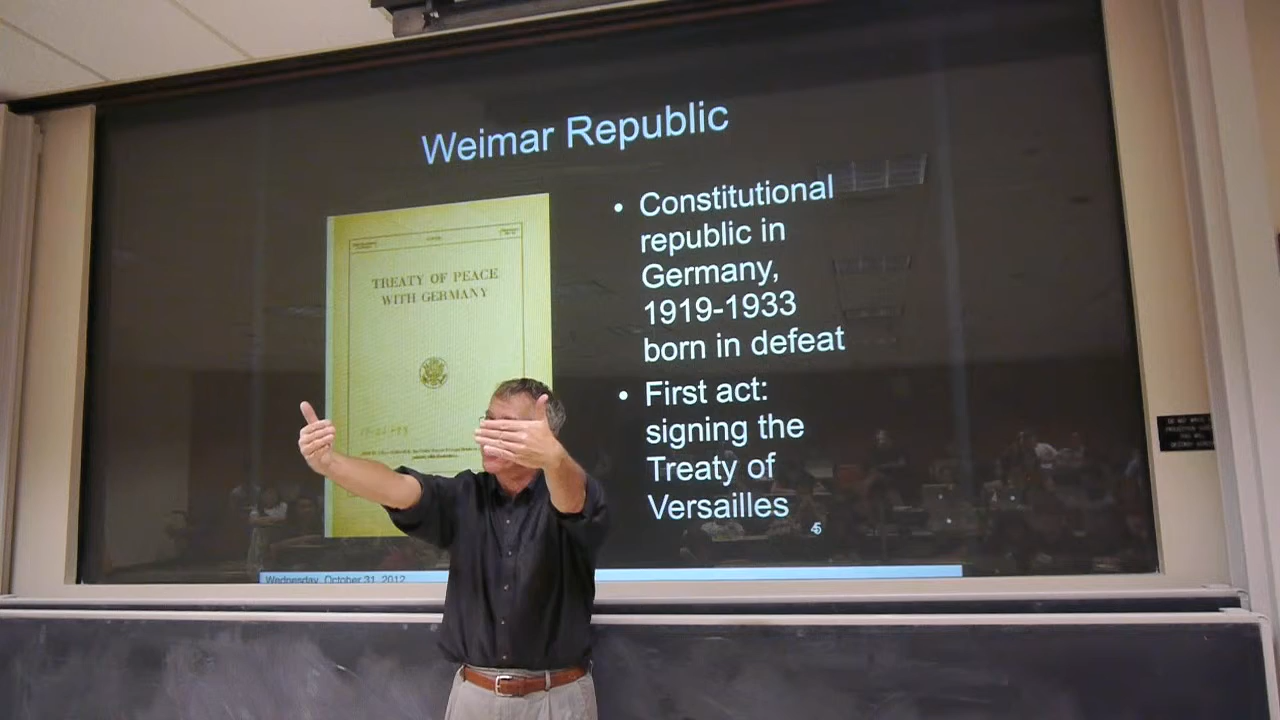 Weimar Republic
TREATY OF PEACE
WITH GERMANY
• Constitutional
republic in
Germany,
1919-1933
born in defeat
• First act:
signing the
Treaty of
Versailles
45
Wednesday, October 31, 2012